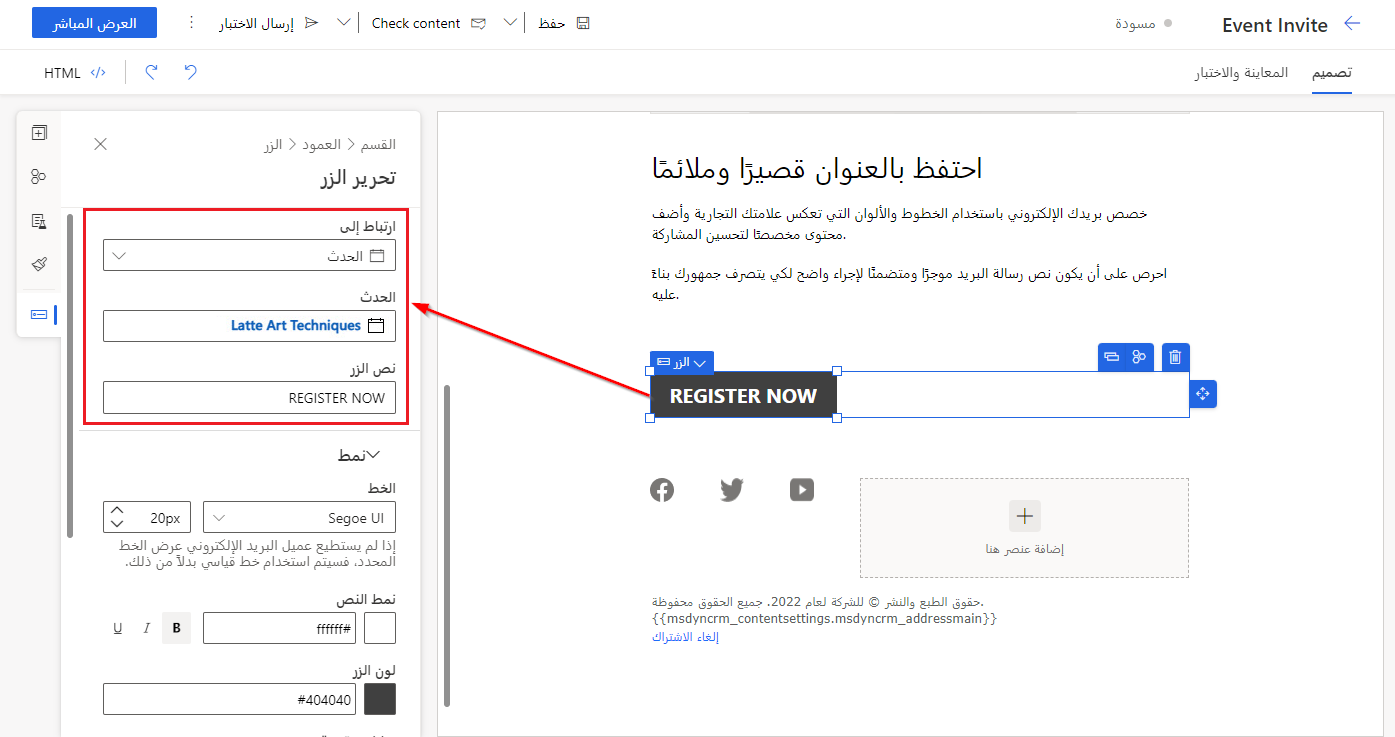 Event Invite
مسودة
حفظ
Check content
إرسال الاختبار
العرض المباشر
تصميم
المعاينة والاختبار
HTML
القسم > العمود > الزر
تحرير الزر
ارتباط إلى
الحدث
الحدث
Latte Art Techniques
نص الزر
REGISTER NOW
نمط
الخط
Segoe UI
20px
إذا لم يستطيع عميل البريد الإلكتروني عرض الخط
المحدد، فسيتم استخدام خط قياسي بدلاً من ذلك.
نمط النص
#ffffff
B
I
U
لون الزر
#404040
احتفظ بالعنوان قصيرًا وملائمًا
خصص بريدك الإلكتروني باستخدام الخطوط والألوان التي تعكس علامتك التجارية وأضف
محتوى مخصصًا لتحسين المشاركة.
احرص على أن يكون نص رسالة البريد موجزًا ومتضمنًا لإجراء واضح لكي يتصرف جمهورك بناءً
عليه.
الزر
REGISTER NOW
إضافة عنصر هنا
حقوق الطبع والنشر © للشركة لعام 2022. جميع الحقوق محفوظة.
{{msdyncrm_contentsettings.msdyncrm_addressmain}}
إلغاء الاشتراك